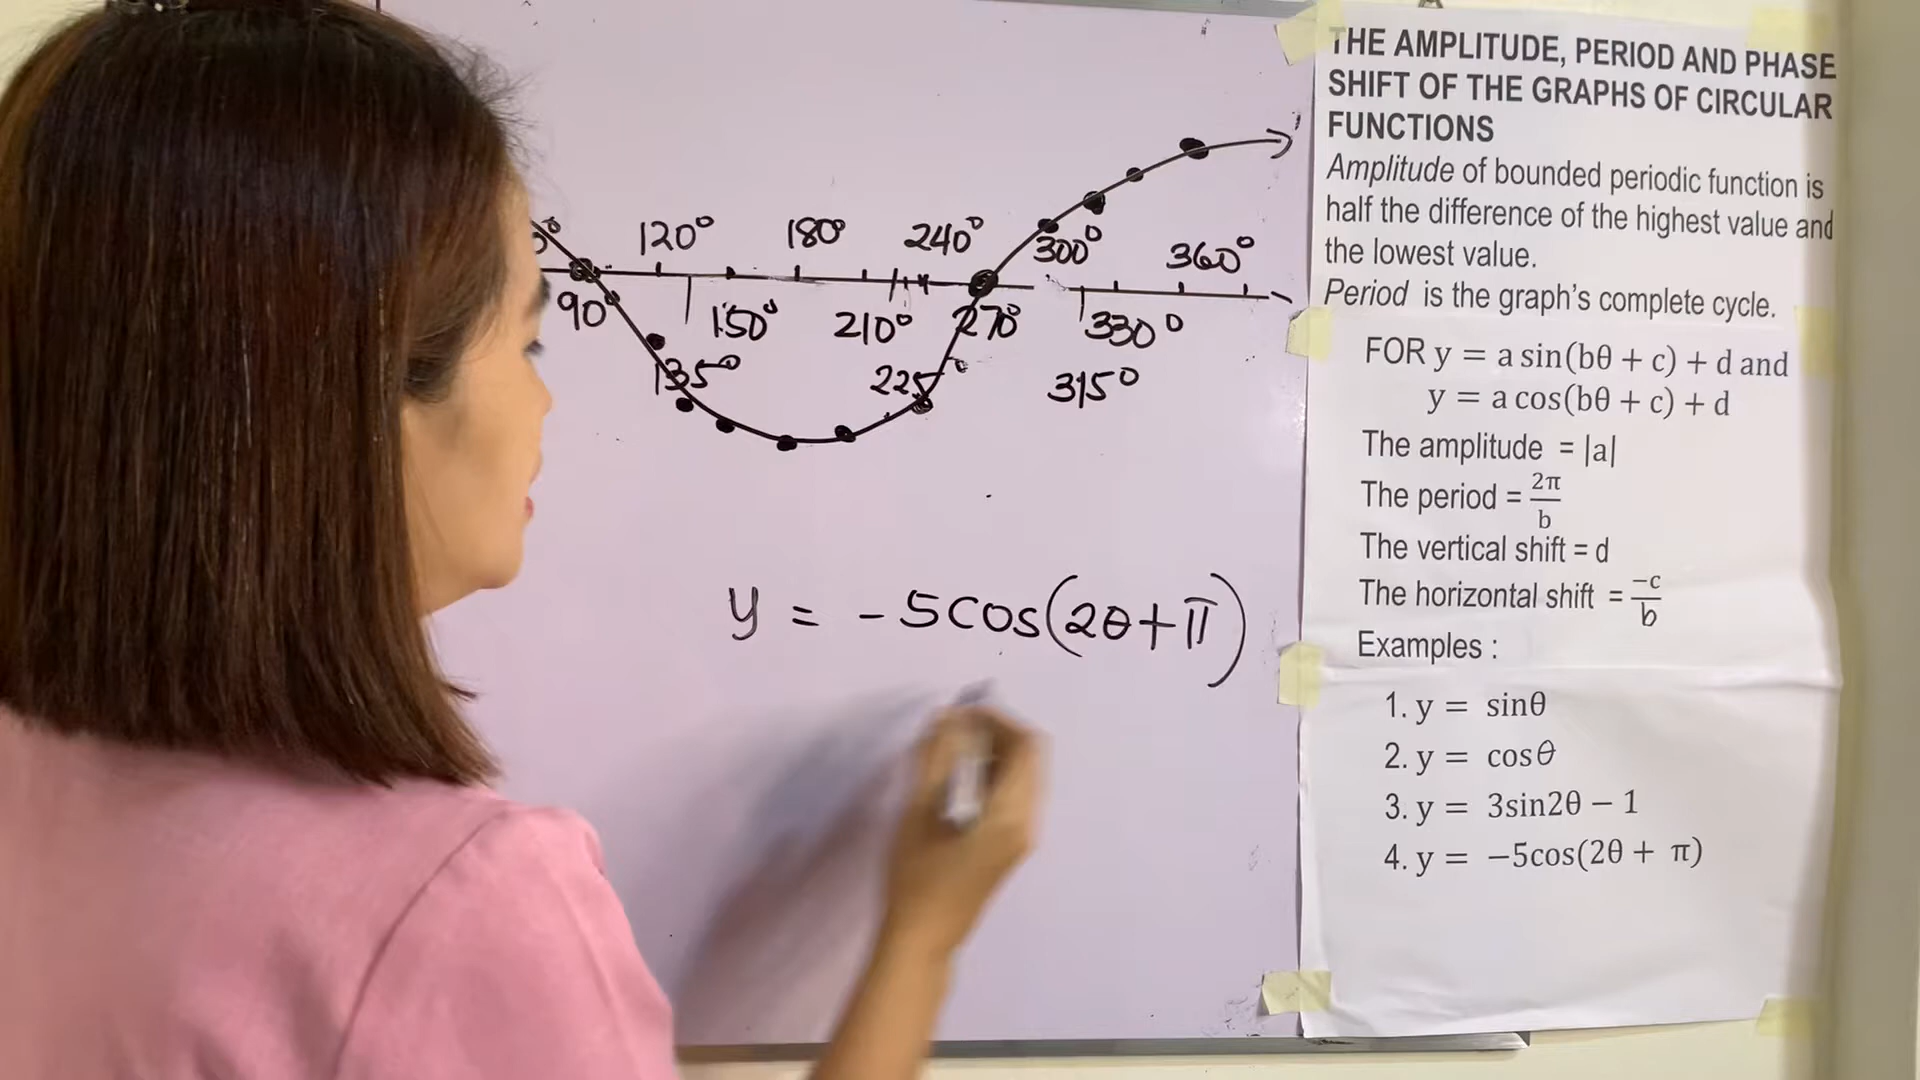 120° 180° 240° 300° 360°
90° 150° 210° 270° 330°
135° 225° 315°
y = -5cos(2θ+π)
THE AMPLITUDE, PERIOD AND PHASE
SHIFT OF THE GRAPHS OF CIRCULAR
FUNCTIONS
Amplitude of bounded periodic function is
half the difference of the highest value and
the lowest value.
Period is the graph's complete cycle.
FOR y = a sin(bθ + c) + d and
y = a cos(bθ + c) + d
The amplitude = |a|
The period = 2π/b
The vertical shift = d
The horizontal shift = -c/b
Examples :
1. y = sinθ
2. y = cosθ
3. y = 3sin2θ − 1
4. y = −5cos(2θ + π)